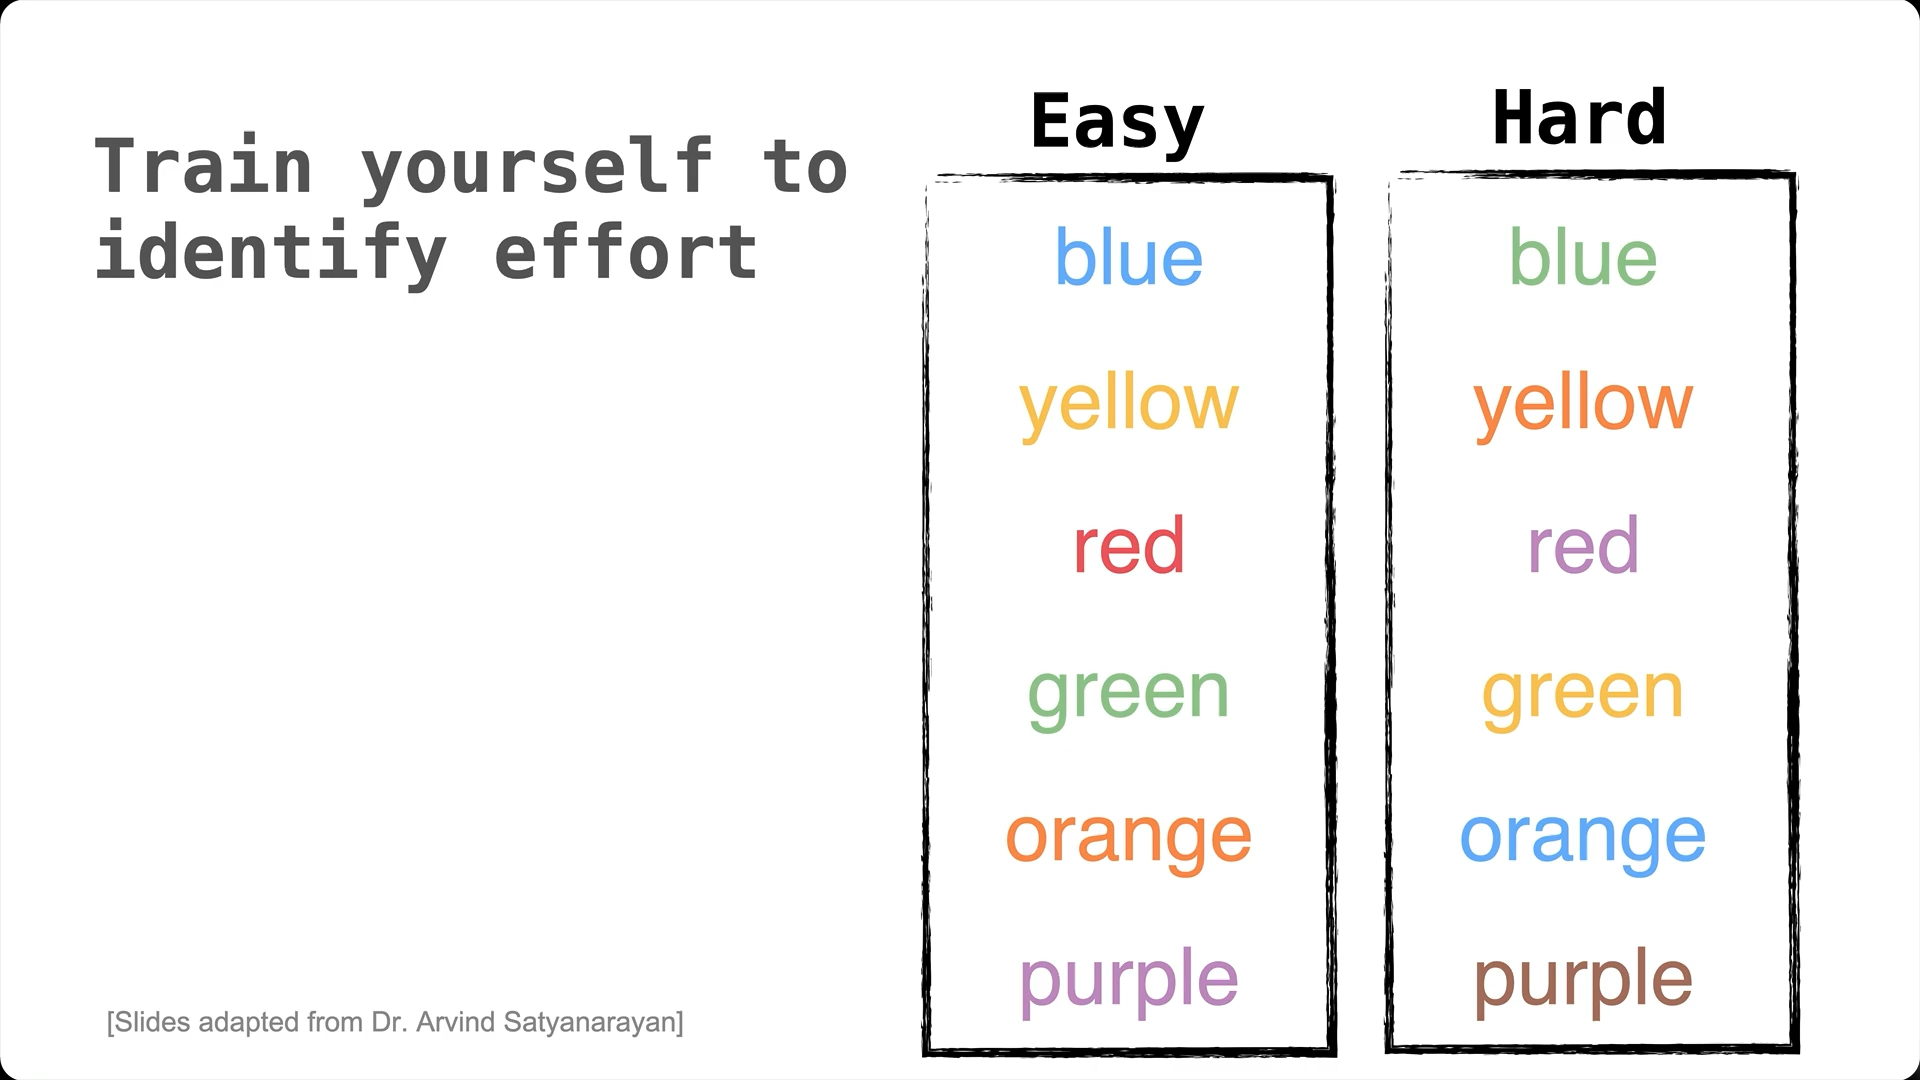 Train yourself to
identify effort
Easy
blue
yellow
red
green
orange
purple
Hard
blue
yellow
red
green
orange
purple
[Slides adapted from Dr. Arvind Satyanarayan]